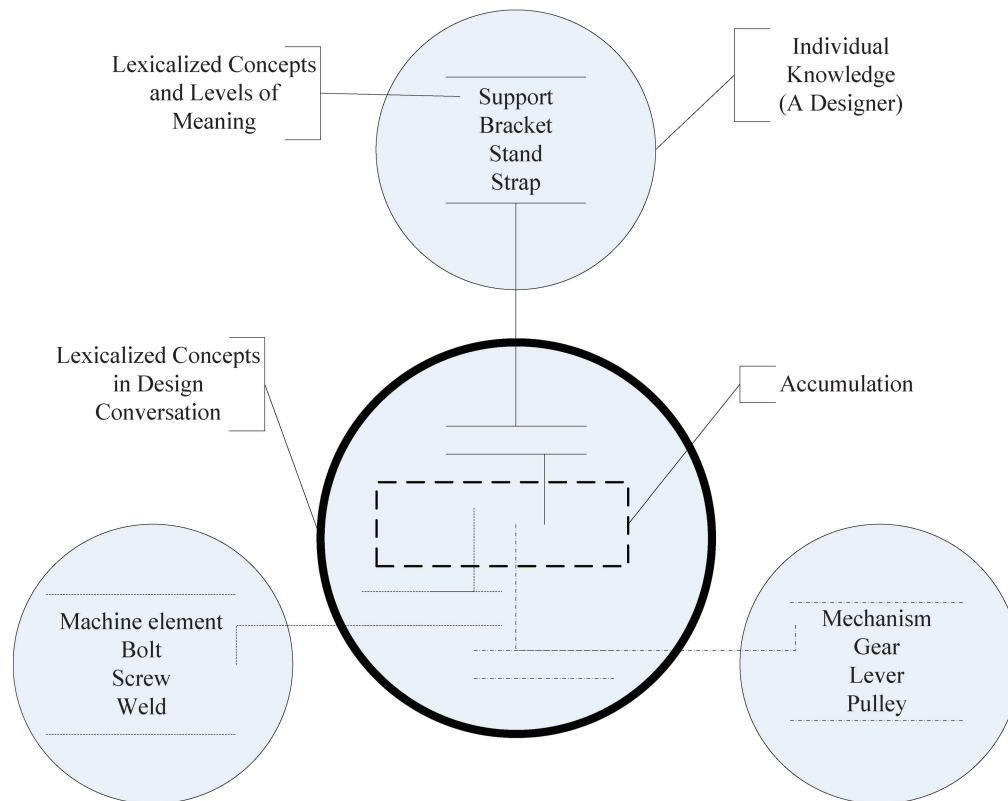 Lexicalized Concepts
and Levels of
Meaning
Support
Bracket
Stand
Strap
Individual
Knowledge
(A Designer)
Lexicalized Concepts
in Design
Conversation
Accumulation
Machine element
Bolt
Screw
Weld
Mechanism
Gear
Lever
Pulley